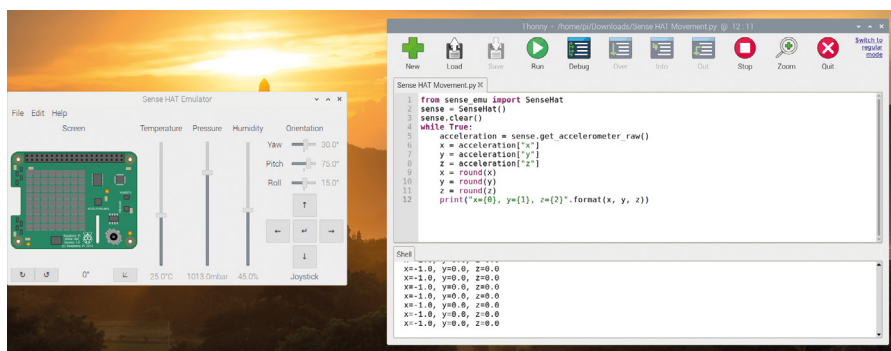 Sense HAT Emulator
File Edit Help
Screen
Temperature Pressure Humidity Orientation
Yaw 30.0°
Pitch 75.0°
Roll 15.0°
↑
← ↵ →
↓
0°
25.0°C 1013.0mbar 45.0% Joystick
Thonny - /home/pi/Downloads/Sense HAT Movement.py @ 12:11
New Load Save Run Debug Over Into Out Stop Zoom Quit
Switch to
regular
mode
Sense HAT Movement.py
1 from sense_emu import SenseHat
2 sense = SenseHat()
3 sense.clear()
4 while True:
5     acceleration = sense.get_accelerometer_raw()
6     x = acceleration["x"]
7     y = acceleration["y"]
8     z = acceleration["z"]
9     x = round(x)
10     y = round(y)
11     z = round(z)
12     print("x={0}, y={1}, z={2}".format(x, y, z))
Shell
x=-1.0, y=0.0, z=0.0
x=-1.0, y=0.0, z=0.0
x=-1.0, y=0.0, z=0.0
x=-1.0, y=0.0, z=0.0
x=-1.0, y=0.0, z=0.0
x=-1.0, y=0.0, z=0.0
x=-1.0, y=0.0, z=0.0